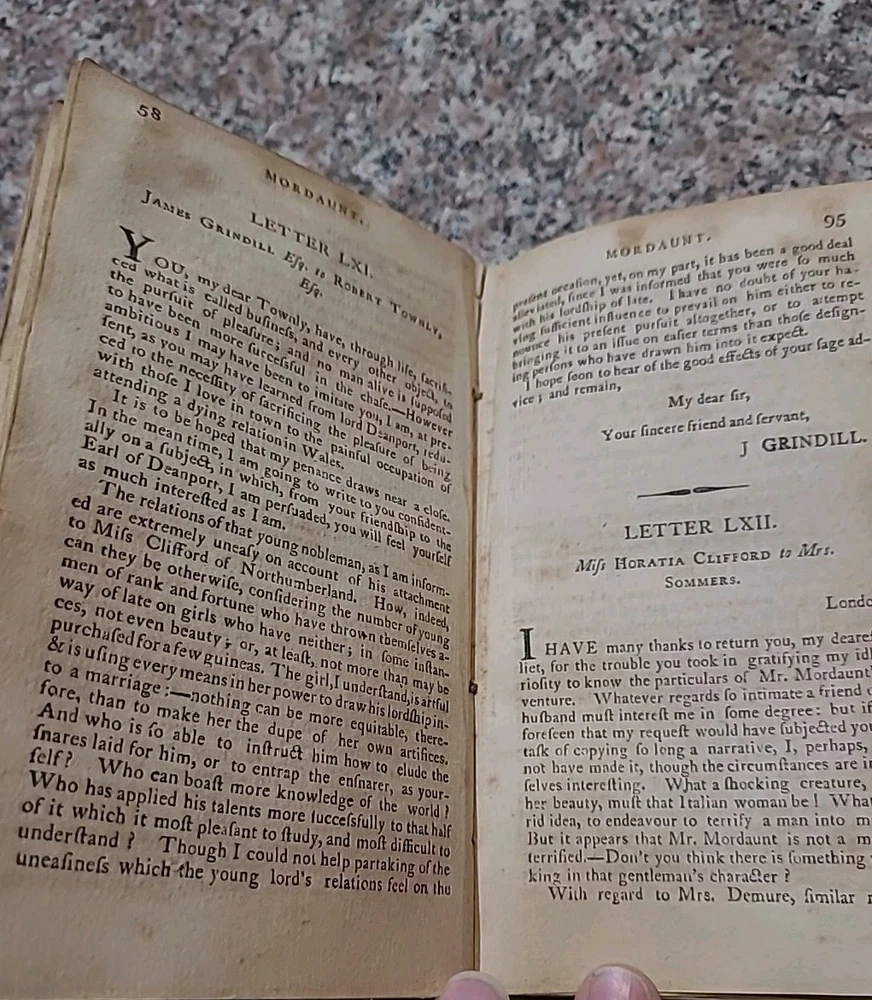 58
MORDAUNT.
LETTER LXI.
JAMES GRINDILL Eſq. to ROBERT TOWNLY,
Eſq.
YOU, my dear Townly, have, through life, ſacrifi-
ced what is called buſineſs, and every other object, to
the purſuit of pleaſure; and no man alive is ſuppoſed
to have been more ſucceſsful in the chaſe.—However
ambitious I may have been to imitate you, I am, at pre-
ſent, as you may have learned from lord Deanport, redu-
ced to the neceſſity of ſacrificing the pleaſure of being
with thoſe I love in town to the painful occupation of
attending a dying relation in Wales.
It is to be hoped that my penance draws near a cloſe.
In the mean time, I am going to write to you confident-
ally on a ſubject, in which, from your friendſhip to the
Earl of Deanport, I am perſuaded, you will feel yourſelf
as much intereſted as I am.
The relations of that young nobleman, as I am inform-
ed are extremely uneaſy on account of his attachment
to Miſs Clifford of Northumberland. How, indeed,
can they be otherwiſe, conſidering the number of young
men of rank and fortune who have thrown themſelves a-
way of late on girls who have neither; in ſome inſtan-
ces, not even beauty; or, at leaſt, not more than may be
purchaſed for a few guineas. The girl, I underſtand, is artful
& is uſing every means in her power to draw his lordſhip in-
to a marriage:—nothing can be more equitable, there-
fore, than to make her the dupe of her own artifices.
And who is ſo able to inſtruct him how to elude the
ſnares laid for him, or to entrap the enſnarer, as your-
ſelf? Who can boaſt more knowledge of the world?
Who has applied his talents more ſucceſsfully to that half
of it which it moſt pleaſant to ſtudy, and moſt difficult to
underſtand? Though I could not help partaking of the
uneaſineſs which the young lord's relations feel on thu
MORDAUNT.
95
preſent occaſion, yet, on my part, it has been a good deal
alleviated, ſince I was informed that you were ſo much
with his lordſhip of late. I have no doubt of your ha-
ving ſufficient influence to prevail on him either to re-
nounce his preſent purſuit altogether, or to attempt
bringing it to an iſſue on eaſier terms than thoſe deſign-
ing perſons who have drawn him into it expect.
I hope ſoon to hear of the good effects of your ſage ad-
vice; and remain,
My dear ſir,
Your ſincere friend and ſervant,
J GRINDILL.
LETTER LXII.
Miſs HORATIA CLIFFORD to Mrs.
SOMMERS.
Londo
I HAVE many thanks to return you, my deareſ
liet, for the trouble you took in gratifying my idl
rioſity to know the particulars of Mr. Mordaunt'
venture. Whatever regards ſo intimate a friend o
huſband muſt intereſt me in ſome degree: but if
foreſeen that my requeſt would have ſubjected you
taſk of copying ſo long a narrative, I, perhaps,
not have made it, though the circumſtances are in
ſelves intereſting. What a ſhocking creature,
her beauty, muſt that Italian woman be! What
rid idea, to endeavour to terrify a man into m
But it appears that Mr. Mordaunt is not a m
terrified.—Don't you think there is ſomething
king in that gentleman's character?
With regard to Mrs. Demure, ſimilar r